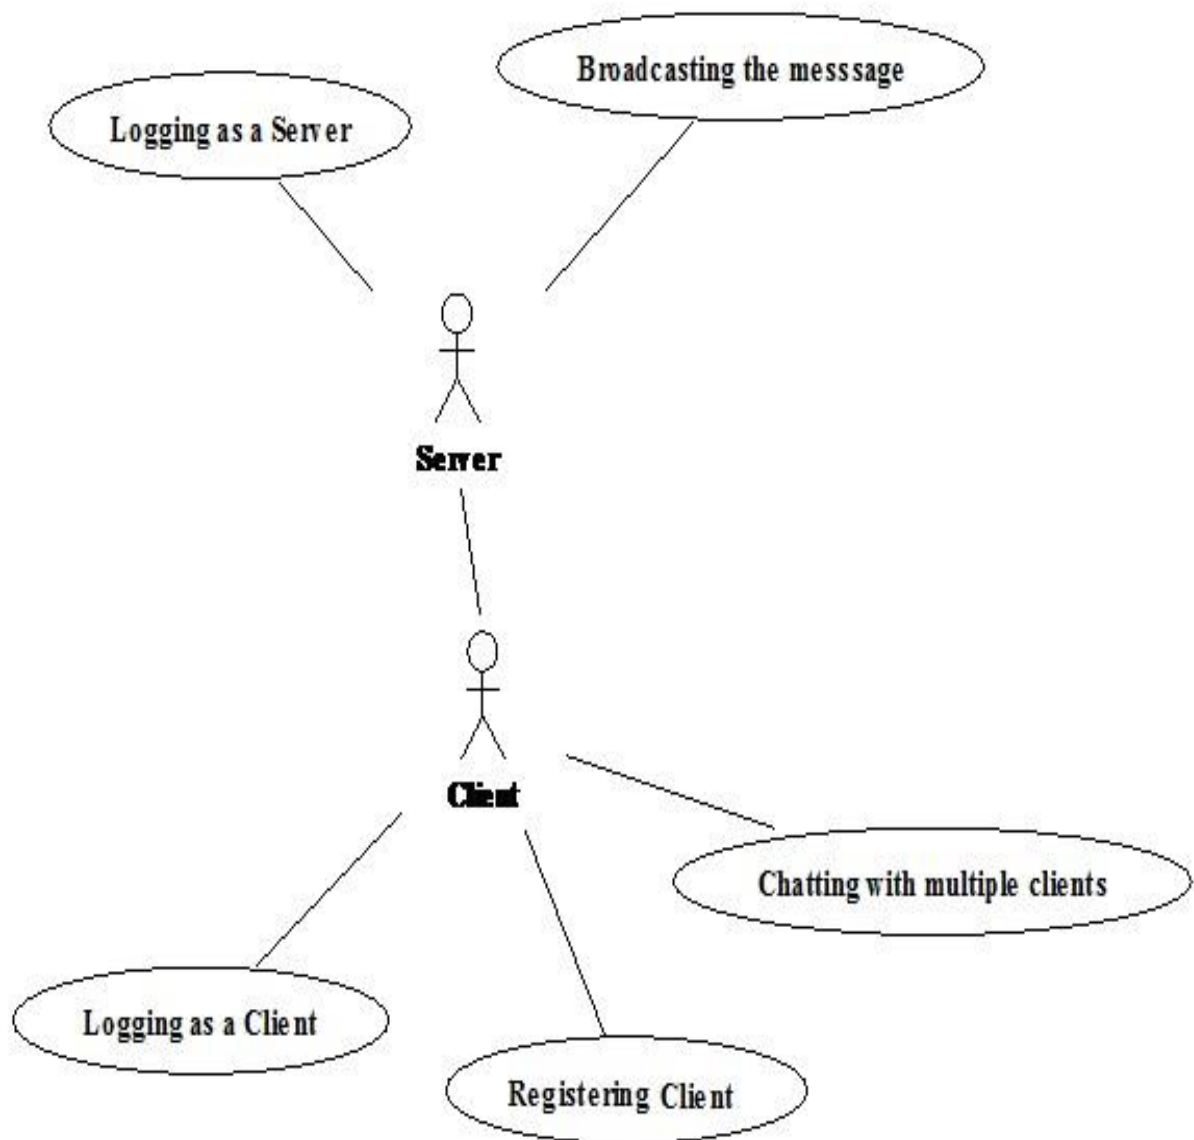 Broadcasting the messsage
Logging as a Server
Server
Client
Chatting with multiple clients
Logging as a Client
Registering Client